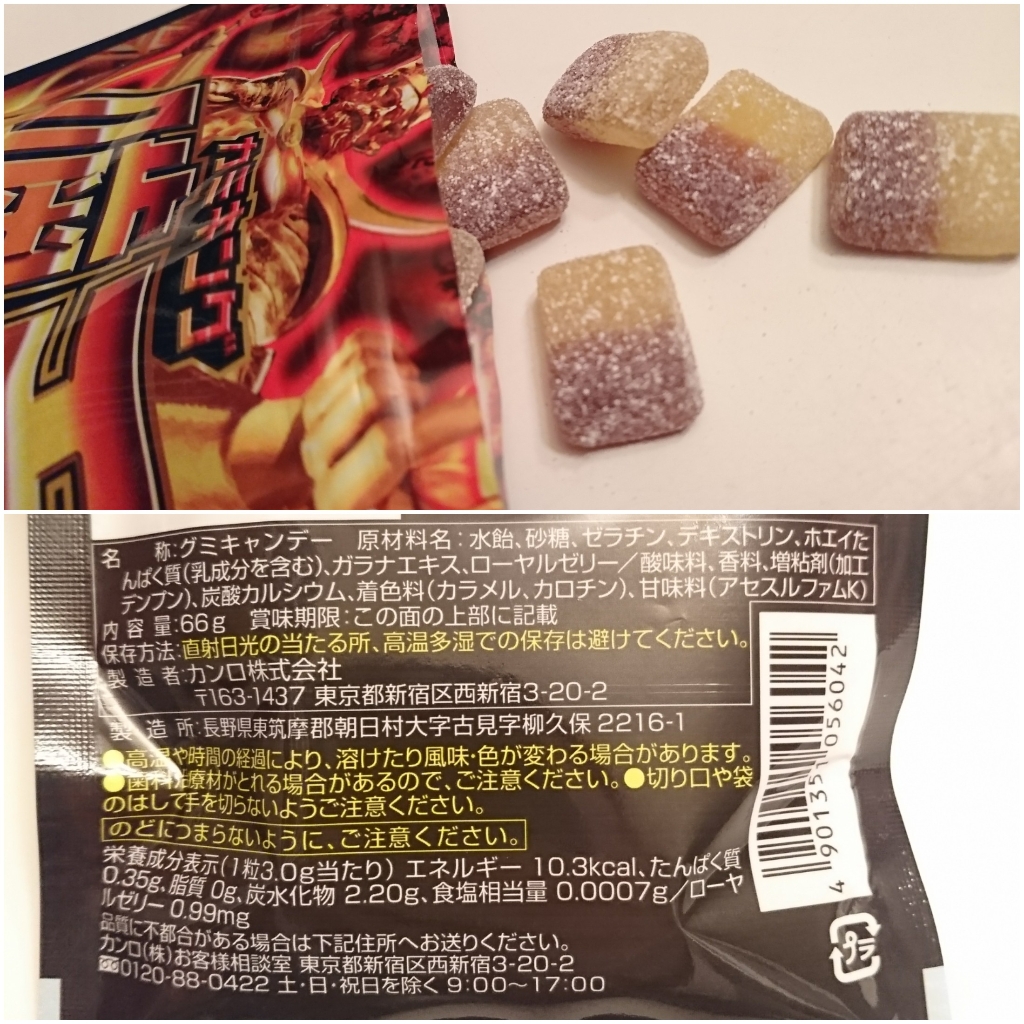 カミキング
名　称:グミキャンデー　原材料名:水飴、砂糖、ゼラチン、デキストリン、ホエイた
んぱく質(乳成分を含む)、ガラナエキス、ローヤルゼリー／酸味料、香料、増粘剤(加工
デンプン)、炭酸カルシウム、着色料(カラメル、カロチン)、甘味料(アセスルファムK)
内容量:66g　賞味期限:この面の上部に記載
保存方法:直射日光の当たる所、高温多湿での保存は避けてください。
製造者:カンロ株式会社
〒163-1437 東京都新宿区西新宿3-20-2
製造所:長野県東筑摩郡朝日村大字古見字柳久保 2216-1
●高温や時間の経過により、溶けたり風味・色が変わる場合があります。
●歯科治療材がとれる場合があるので、ご注意ください。●切り口や袋
のはしで手を切らないようご注意ください。
のどにつまらないように、ご注意ください。
栄養成分表示(1粒3.0g当たり) エネルギー 10.3kcal、たんぱく質
0.35g、脂質 0g、炭水化物 2.20g、食塩相当量 0.0007g／ローヤ
ルゼリー 0.99mg
品質に不都合がある場合は下記住所へお送りください。
カンロ(株)お客様相談室 東京都新宿区西新宿3-20-2
0120-88-0422 土・日・祝日を除く 9:00～17:00
4 901351 056042
プラ